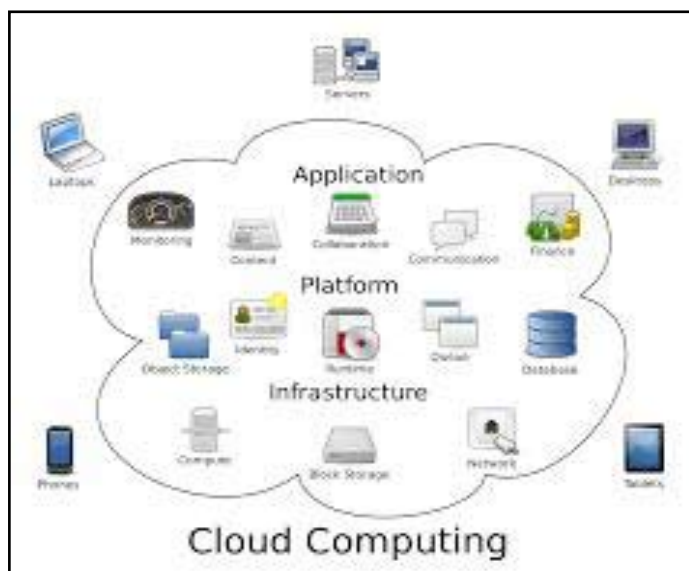 Servers
Laptops
Desktops
Application
Monitoring
Content
Collaboration
Communication
Finance
Platform
Object Storage
Identity
Runtime
Queue
Database
Infrastructure
Compute
Block Storage
Network
Phones
Tablets
Cloud Computing